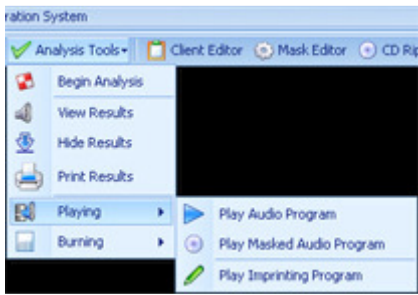 ration System
Analysis Tools Client Editor Mask Editor CD Rip
Begin Analysis
View Results
Hide Results
Print Results
Playing
Burning
Play Audio Program
Play Masked Audio Program
Play Imprinting Program